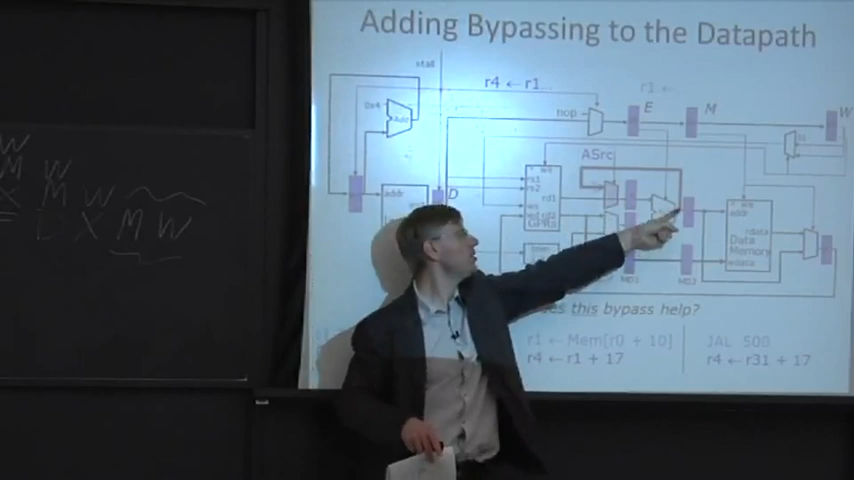 Adding Bypassing to the Datapath
stall
r4 ← r1
r1 ←
0x4
Add
nop
E
M
W
ASrc
D
addr
we
rs1
rs2
rd1
ws
wd
rd2
GPRs
we
addr
rdata
Data
Memory
wdata
MD1
MD2
this bypass help?
r1 ← Mem[r0 + 10]
r4 ← r1 + 17
JAL 500
r4 ← r31 + 17
W
M W
X M W
D X M W